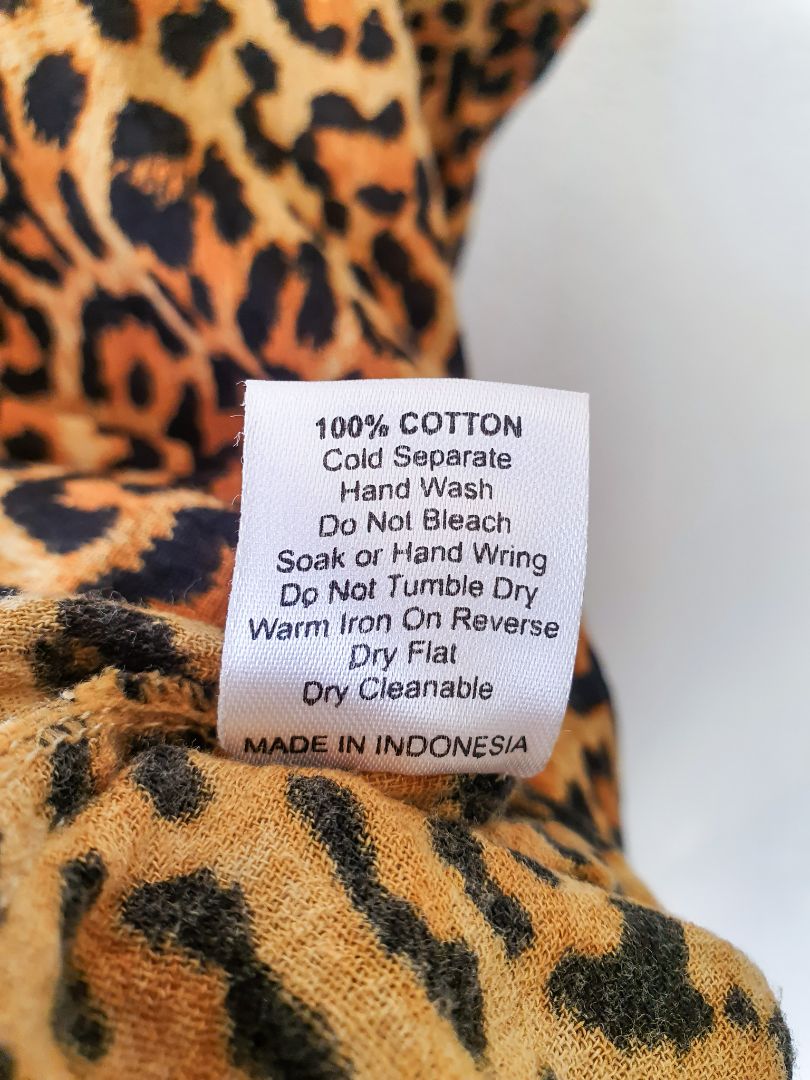 100% COTTON
Cold Separate
Hand Wash
Do Not Bleach
Soak or Hand Wring
Do Not Tumble Dry
Warm Iron On Reverse
Dry Flat
Dry Cleanable
MADE IN INDONESIA